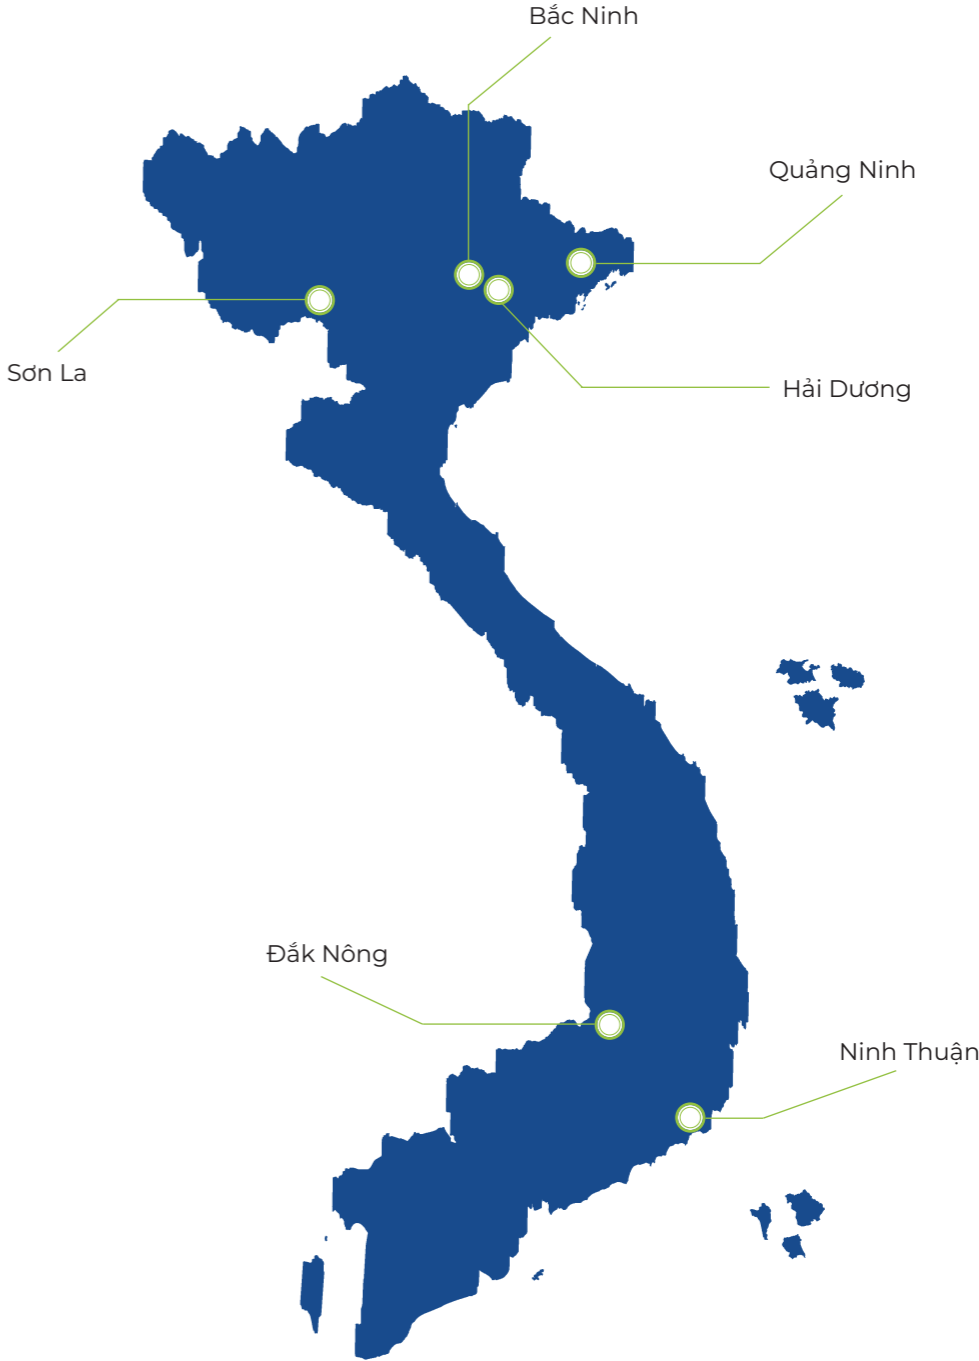 Bắc Ninh
Quảng Ninh
Sơn La
Hải Dương
Đắk Nông
Ninh Thuận